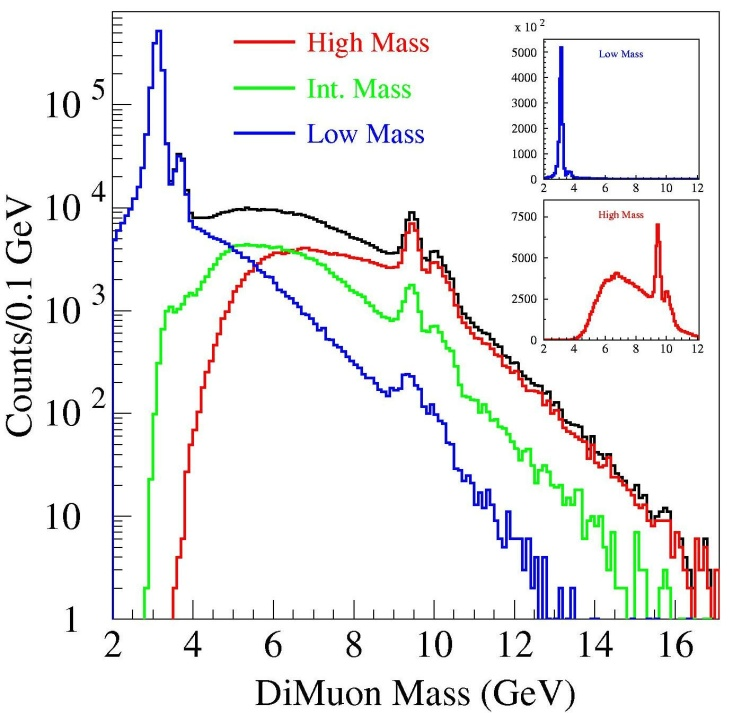 High Mass
Int. Mass
Low Mass
x 10 2
5000
4000
3000
2000
1000
0
Low Mass
2 4 6 8 10 12
7500
5000
2500
0
High Mass
2 4 6 8 10 12
10 5
10 4
10 3
10 2
10
1
Counts/0.1 GeV
2 4 6 8 10 12 14 16
DiMuon Mass (GeV)